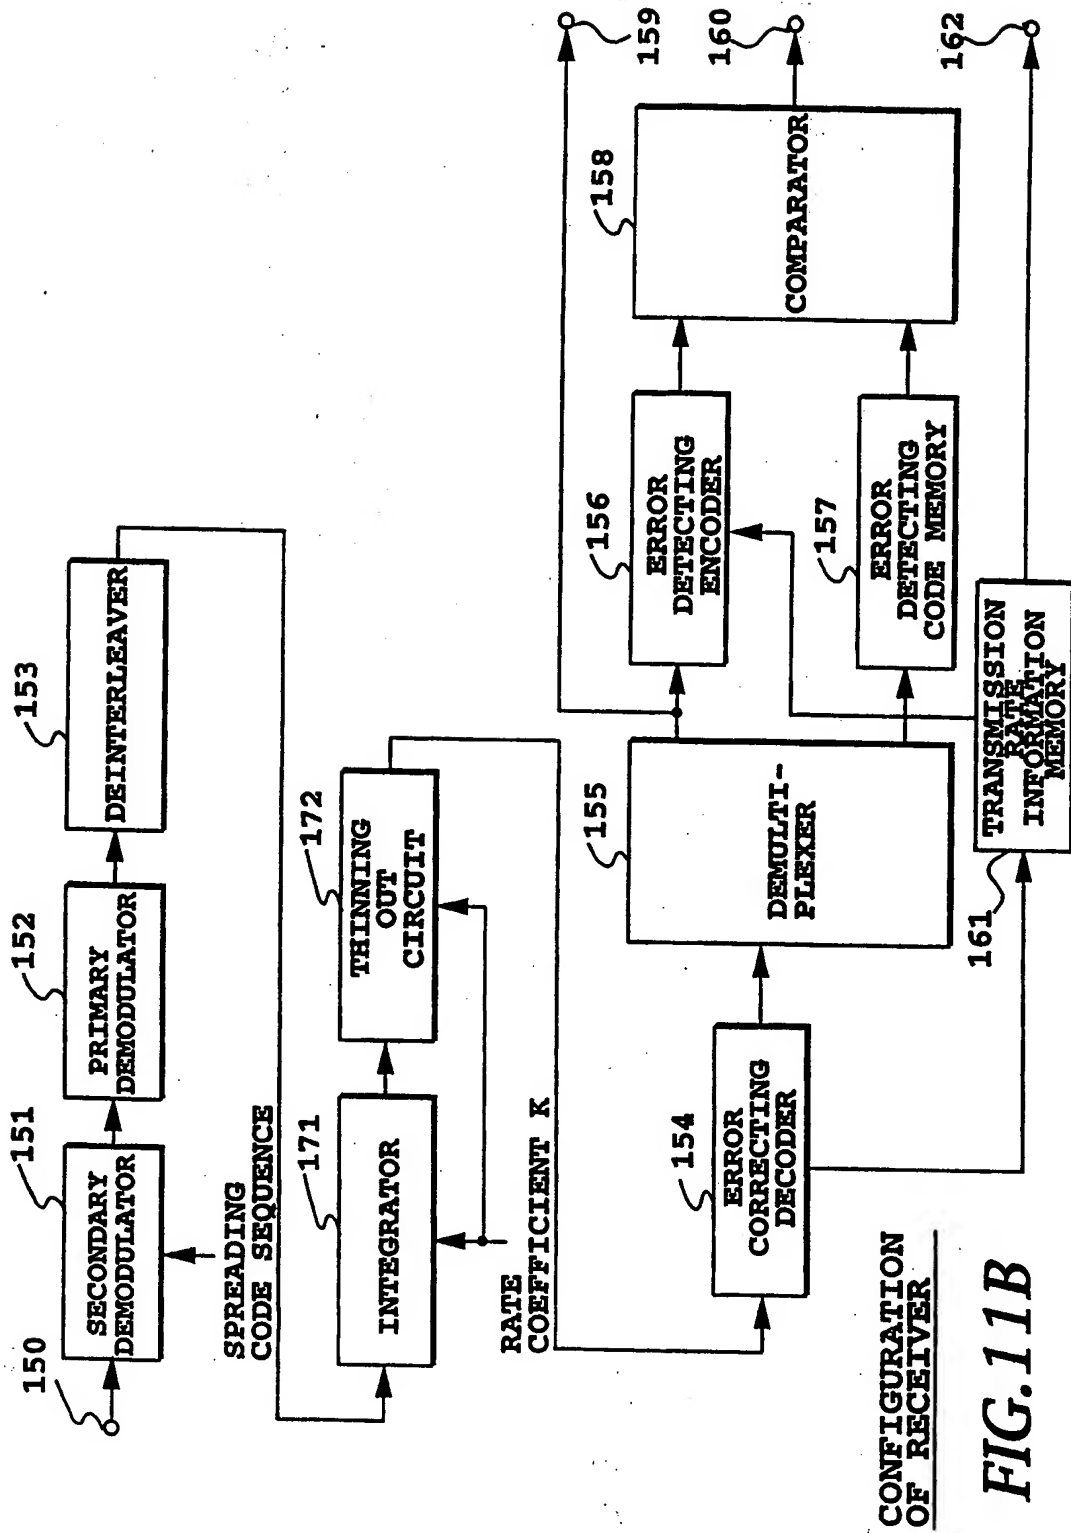 150
151
SECONDARY
DEMODULATOR
152
PRIMARY
DEMODULATOR
153
DEINTERLEAVER
SPREADING
CODE SEQUENCE
171
INTEGRATOR
172
THINNING
OUT
CIRCUIT
RATE
COEFFICIENT K
154
ERROR
CORRECTING
DECODER
155
DEMULTI-
PLEXER
156
ERROR
DETECTING
ENCODER
157
ERROR
DETECTING
CODE MEMORY
158
COMPARATOR
159
160
161
TRANSMISSION
RATE
INFORMATION
MEMORY
162
CONFIGURATION
OF RECEIVER
FIG.11B